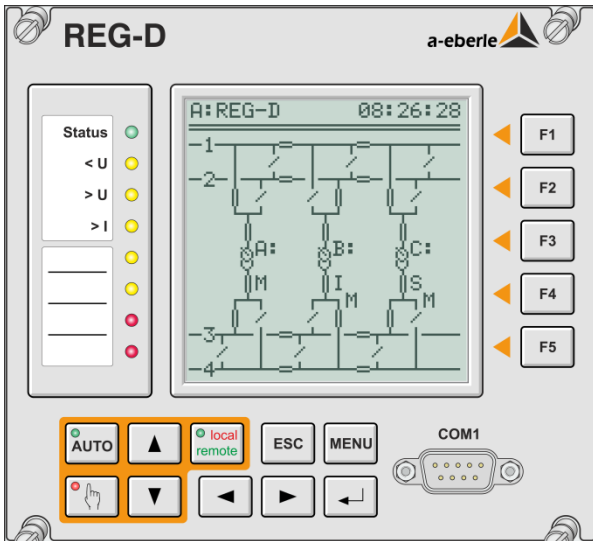 REG-D
a-eberle
A:REG-D 08:26:28
1
2
A: B: C:
M I S
M M
3
4
Status
< U
> U
> I
F1
F2
F3
F4
F5
AUTO
local
remote
ESC
MENU
COM1